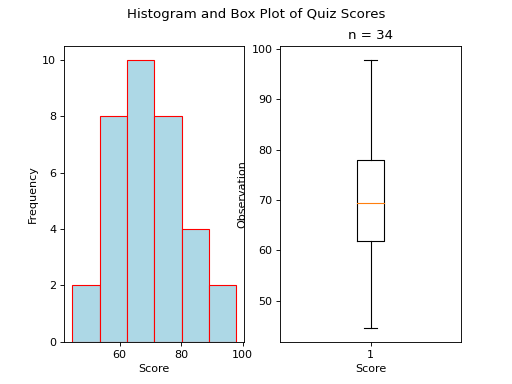 Histogram and Box Plot of Quiz Scores
n = 34
10
8
6
4
2
0
60 80 100
Score
Frequency
100
90
80
70
60
50
1
Score
Observation